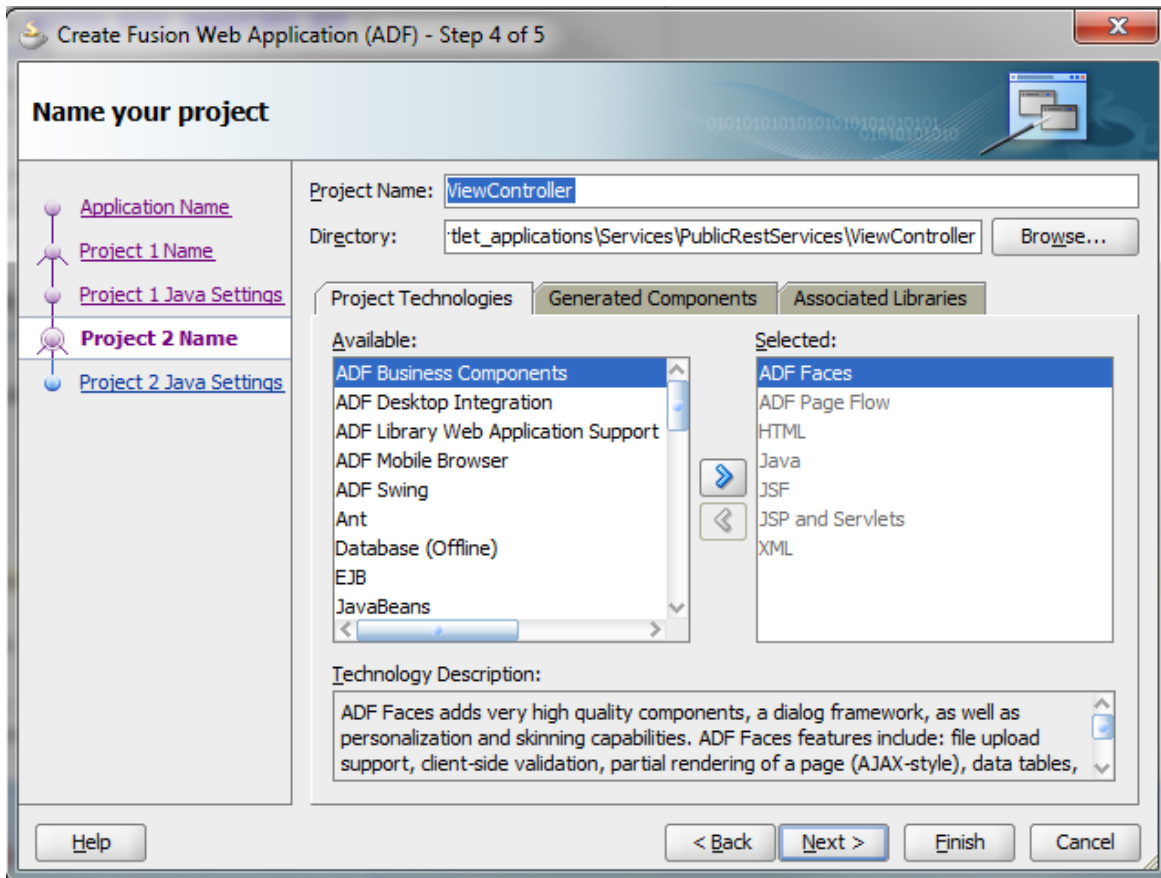 Create Fusion Web Application (ADF) - Step 4 of 5
Name your project
Application Name
Project 1 Name
Project 1 Java Settings
Project 2 Name
Project 2 Java Settings
Project Name: ViewController
Directory: tlet_applications\Services\PublicRestServices\ViewController Browse...
Project Technologies Generated Components Associated Libraries
Available:
ADF Business Components
ADF Desktop Integration
ADF Library Web Application Support
ADF Mobile Browser
ADF Swing
Ant
Database (Offline)
EJB
JavaBeans
Selected:
ADF Faces
ADF Page Flow
HTML
Java
JSF
JSP and Servlets
XML
Technology Description:
ADF Faces adds very high quality components, a dialog framework, as well as
personalization and skinning capabilities. ADF Faces features include: file upload
support, client-side validation, partial rendering of a page (AJAX-style), data tables,
Help < Back Next > Finish Cancel